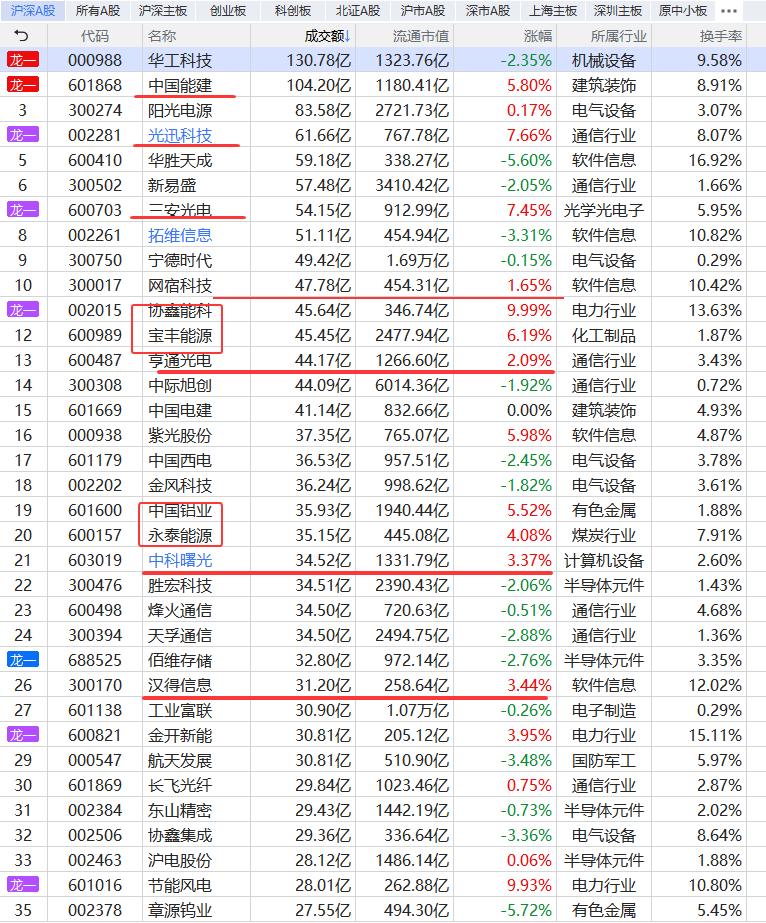 沪深A股 所有A股 沪深主板 创业板 科创板 北证A股 沪市A股 深市A股 上海主板 深圳主板 原中小板 •••
代码 名称 成交额↓ 流通市值 涨幅 所属行业 换手率
龙一 000988 华工科技 130.78亿 1323.76亿 -2.35% 机械设备 9.58%
龙一 601868 中国能建 104.20亿 1180.41亿 5.80% 建筑装饰 8.91%
3 300274 阳光电源 83.58亿 2721.73亿 0.17% 电气设备 3.07%
龙一 002281 光迅科技 61.66亿 767.78亿 7.66% 通信行业 8.07%
5 600410 华胜天成 59.18亿 338.27亿 -5.60% 软件信息 16.92%
6 300502 新易盛 57.48亿 3410.42亿 -2.05% 通信行业 1.66%
龙一 600703 三安光电 54.15亿 912.99亿 7.45% 光学光电子 5.95%
8 002261 拓维信息 51.11亿 454.94亿 -3.31% 软件信息 10.82%
9 300750 宁德时代 49.42亿 1.69万亿 -0.15% 电气设备 0.29%
10 300017 网宿科技 47.78亿 454.31亿 1.65% 软件信息 10.42%
龙一 002015 协鑫能科 45.64亿 346.74亿 9.99% 电力行业 13.63%
12 600989 宝丰能源 45.45亿 2477.94亿 6.19% 化工制品 1.87%
13 600487 亨通光电 44.17亿 1266.60亿 2.09% 通信行业 3.43%
14 300308 中际旭创 44.09亿 6014.36亿 -1.92% 通信行业 0.72%
15 601669 中国电建 41.14亿 832.66亿 0.00% 建筑装饰 4.93%
16 000938 紫光股份 37.35亿 765.07亿 5.98% 软件信息 4.87%
17 601179 中国西电 36.53亿 957.51亿 -2.45% 电气设备 3.78%
18 002202 金风科技 36.24亿 998.62亿 -1.82% 电气设备 3.61%
19 601600 中国铝业 35.93亿 1940.44亿 5.52% 有色金属 1.88%
20 600157 永泰能源 35.15亿 445.08亿 4.08% 煤炭行业 7.91%
21 603019 中科曙光 34.52亿 1331.79亿 3.37% 计算机设备 2.60%
22 300476 胜宏科技 34.51亿 2390.43亿 -2.06% 半导体元件 1.43%
23 600498 烽火通信 34.50亿 720.63亿 -0.51% 通信行业 4.68%
24 300394 天孚通信 34.50亿 2494.75亿 -2.88% 通信行业 1.36%
龙一 688525 佰维存储 32.80亿 972.14亿 -2.76% 半导体元件 3.35%
26 300170 汉得信息 31.20亿 258.64亿 3.44% 软件信息 12.02%
27 601138 工业富联 30.90亿 1.07万亿 -0.26% 电子制造 0.29%
龙一 600821 金开新能 30.81亿 205.12亿 3.95% 电力行业 15.11%
29 000547 航天发展 30.81亿 510.90亿 -3.48% 国防军工 5.97%
30 601869 长飞光纤 29.84亿 1023.46亿 0.75% 通信行业 2.87%
31 002384 东山精密 29.43亿 1442.19亿 -0.73% 半导体元件 2.02%
32 002506 协鑫集成 29.36亿 336.64亿 -3.36% 电气设备 8.64%
33 002463 沪电股份 28.12亿 1486.14亿 0.06% 半导体元件 1.88%
龙一 601016 节能风电 28.01亿 262.88亿 9.93% 电力行业 10.80%
35 002378 章源钨业 27.55亿 494.30亿 -5.72% 有色金属 5.45%